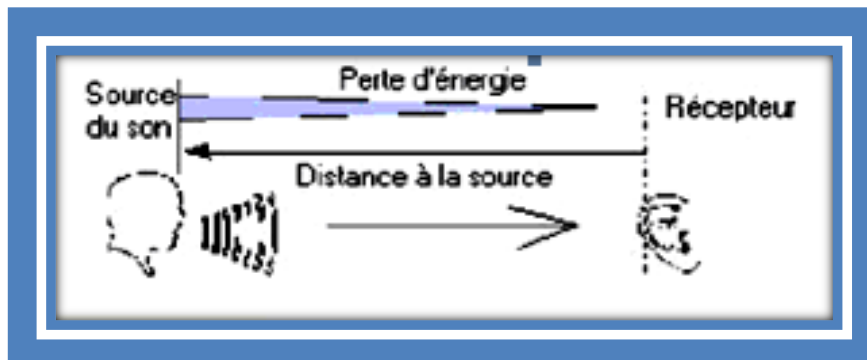 Perte d'énergie
Source
du son
Récepteur
Distance à la source